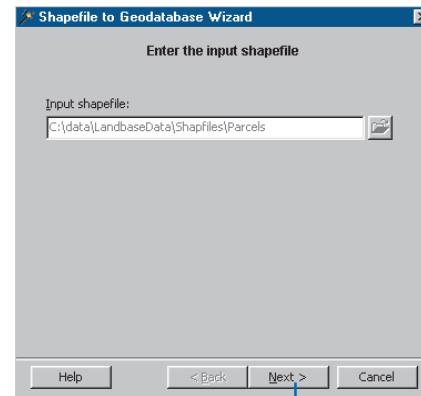 Shapefile to Geodatabase Wizard
Enter the input shapefile
Input shapefile:
C:\data\LandbaseData\Shapfiles\Parcels
Help < Back Next > Cancel